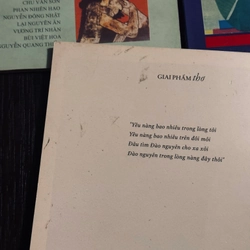 CHU VĂN SƠN
PHAN NHIÊN HẠO
NGUYỄN ĐÔNG NHẬT
LẠI NGUYÊN ÂN
VƯƠNG TRÍ NHÀN
BÙI VIỆT HOA
NGUYỄN QUANG
GIAI PHẨM thơ
"Yêu nàng bao nhiêu trong lòng tôi
Yêu nàng bao nhiêu trên đôi môi
Đâu tìm Đào nguyên cho xa xôi
Đào nguyên trong lòng nàng đây thôi"